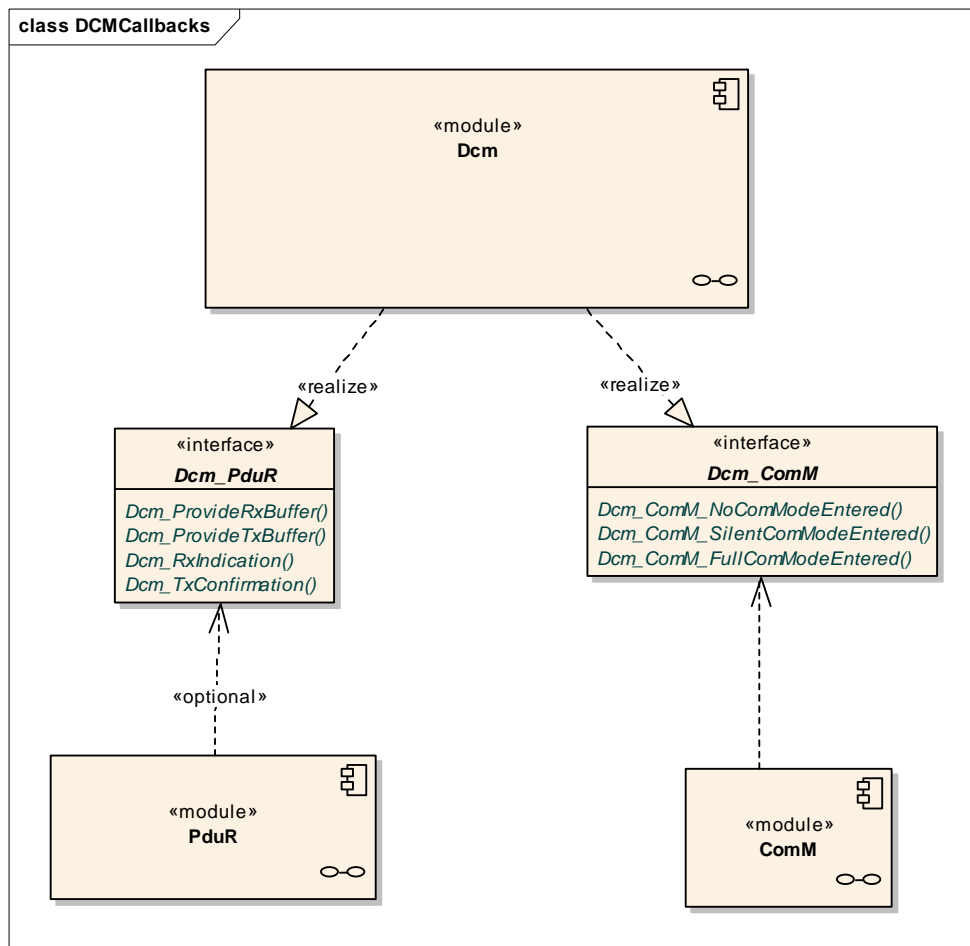 class DCMCallbacks
«module»
Dcm
«realize»
«realize»
«interface»
Dcm_PduR
Dcm_ProvideRxBuffer()
Dcm_ProvideTxBuffer()
Dcm_RxIndication()
Dcm_TxConfirmation()
«interface»
Dcm_ComM
Dcm_ComM_NoComModeEntered()
Dcm_ComM_SilentComModeEntered()
Dcm_ComM_FullComModeEntered()
«optional»
«module»
PduR
«module»
ComM